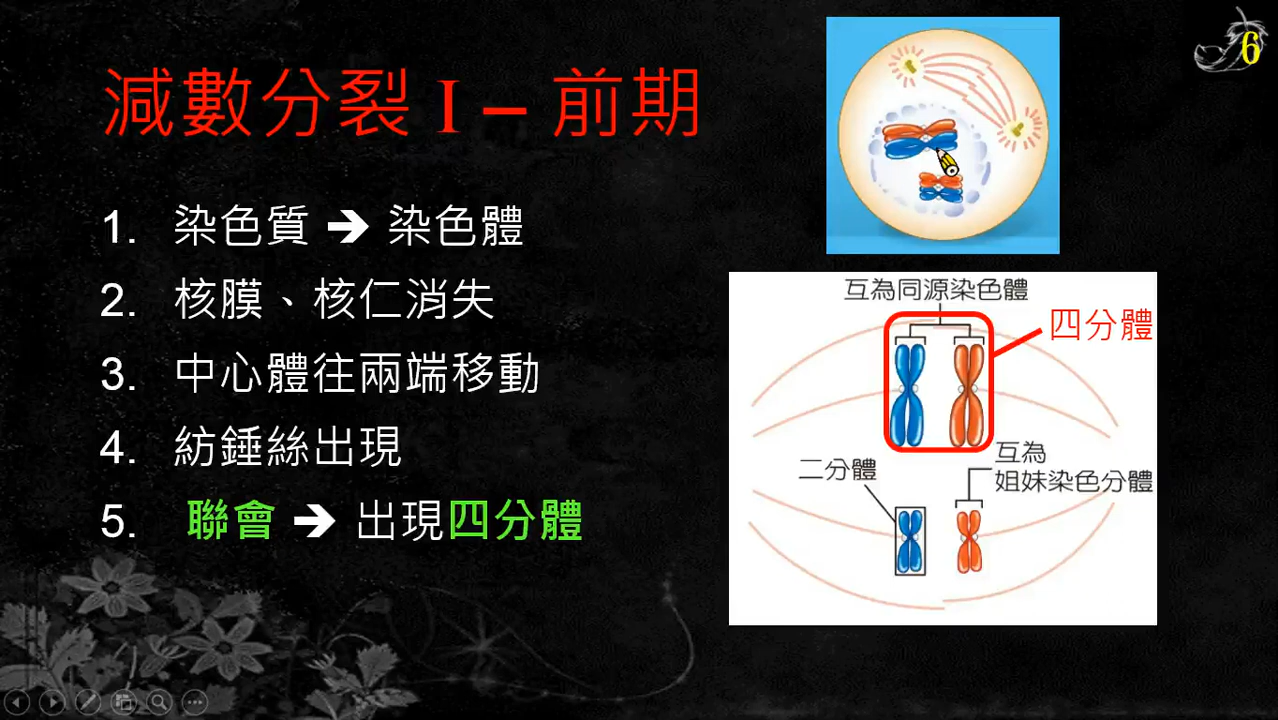 6
減數分裂 I – 前期
1. 染色質 ➔ 染色體
2. 核膜、核仁消失
3. 中心體往兩端移動
4. 紡錘絲出現
5. 聯會 ➔ 出現四分體
互為同源染色體
四分體
二分體
互為
姐妹染色分體